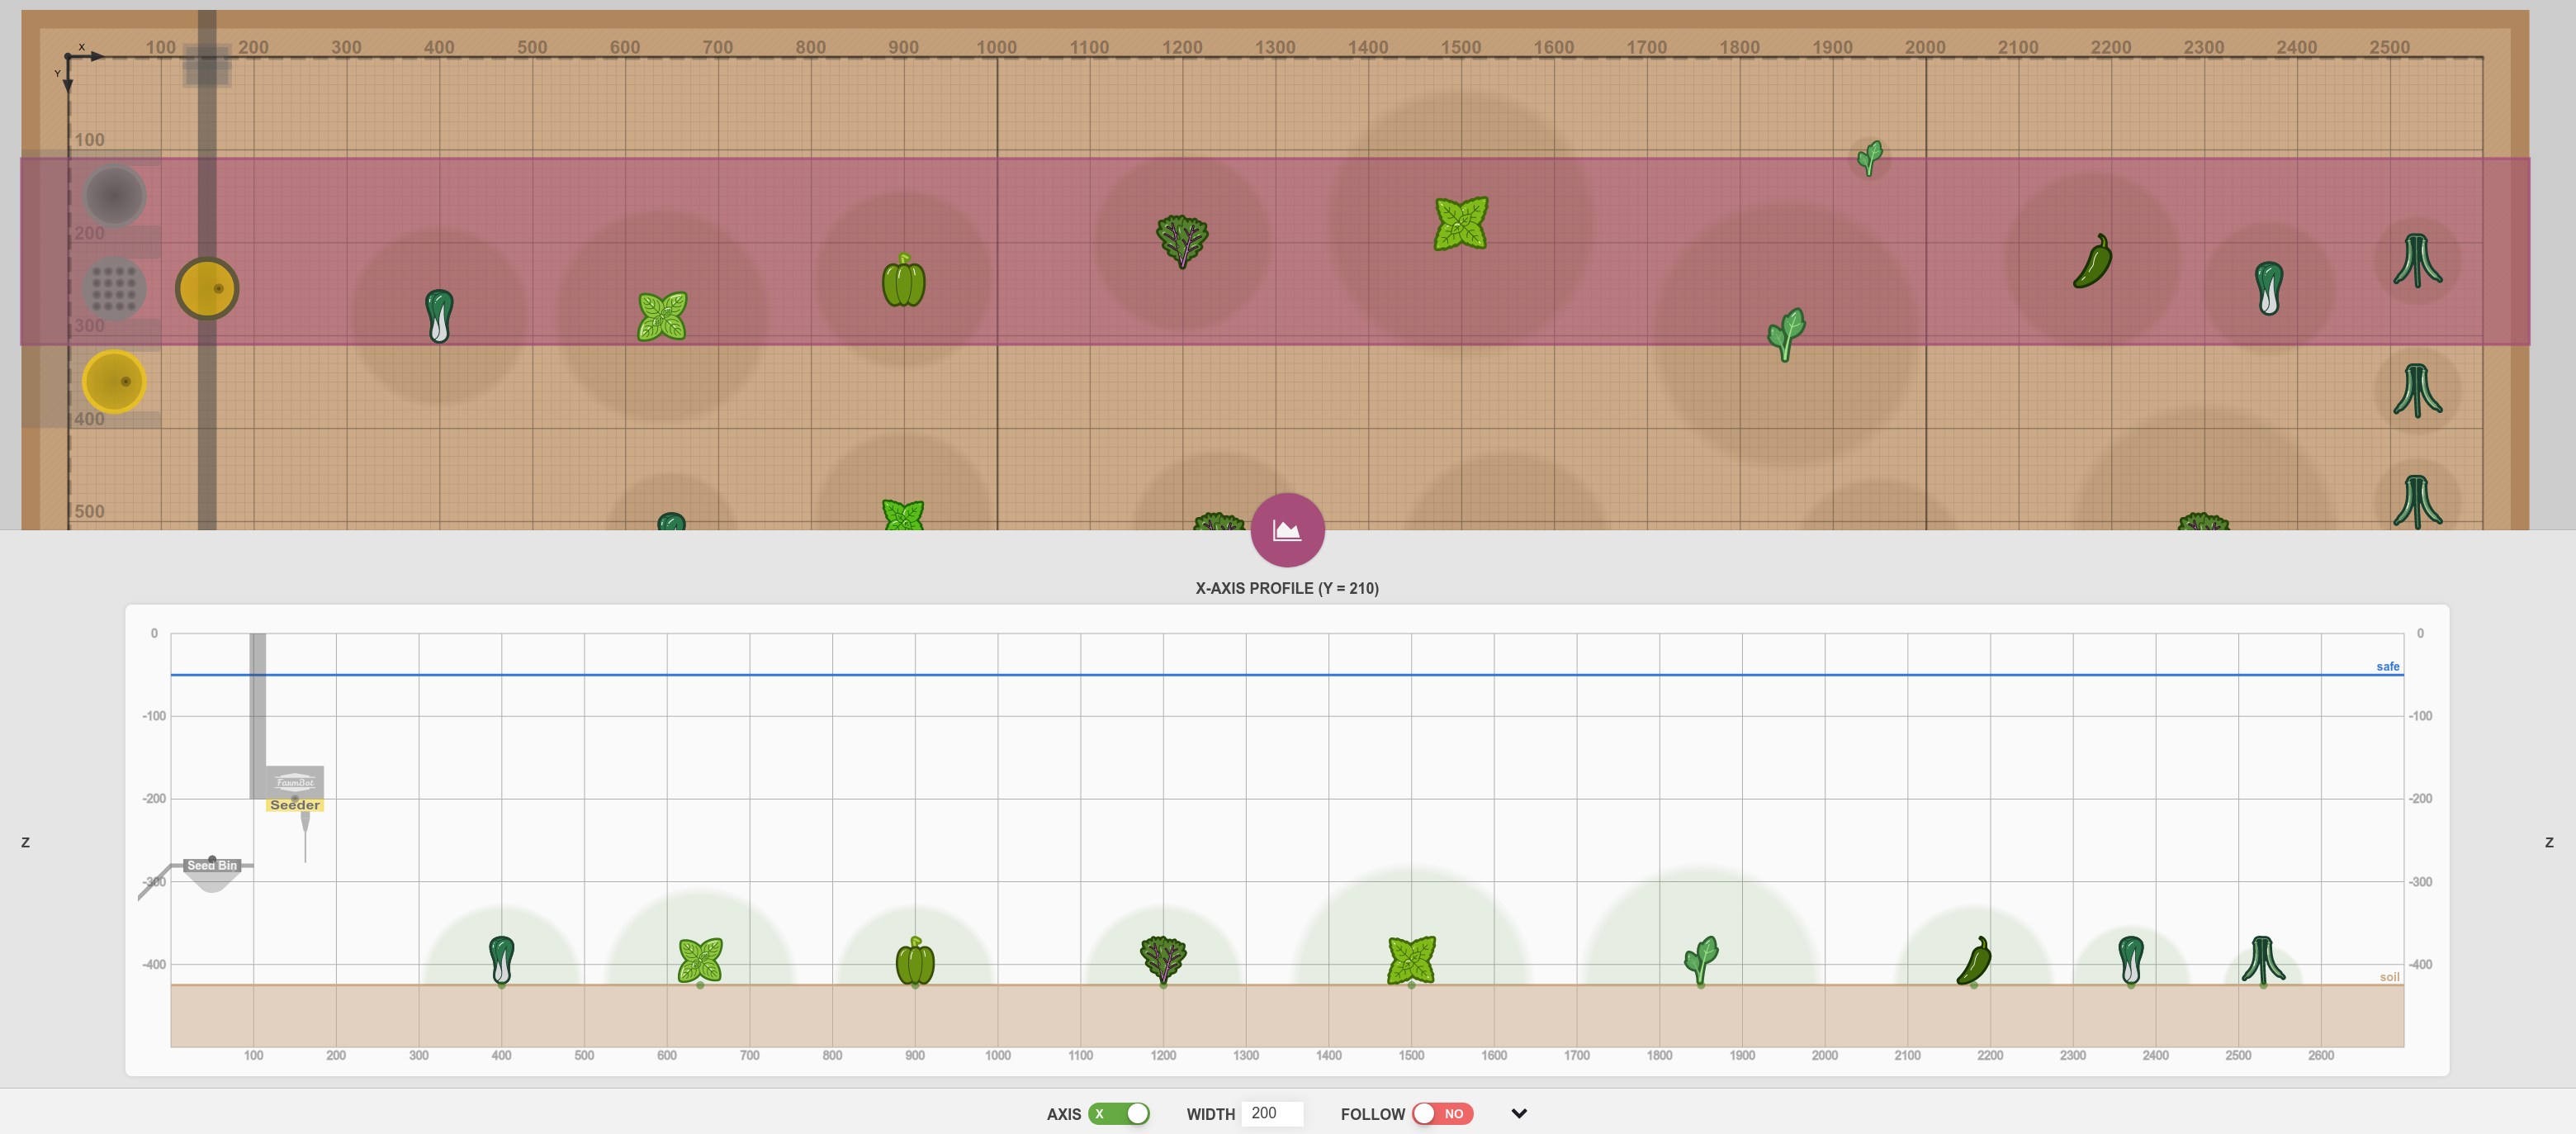 X
100 200 300 400 500 600 700 800 900 1000 1100 1200 1300 1400 1500 1600 1700 1800 1900 2000 2100 2200 2300 2400 2500
Y
100
200
300
400
500
X-AXIS PROFILE (Y = 210)
0 0
safe
-100 -100
FarmBot
-200 -200
Seeder
Z Z
Seed Bin
-300 -300
-400 -400
soil
100 200 300 400 500 600 700 800 900 1000 1100 1200 1300 1400 1500 1600 1700 1800 1900 2000 2100 2200 2300 2400 2500 2600
AXIS X WIDTH 200 FOLLOW NO